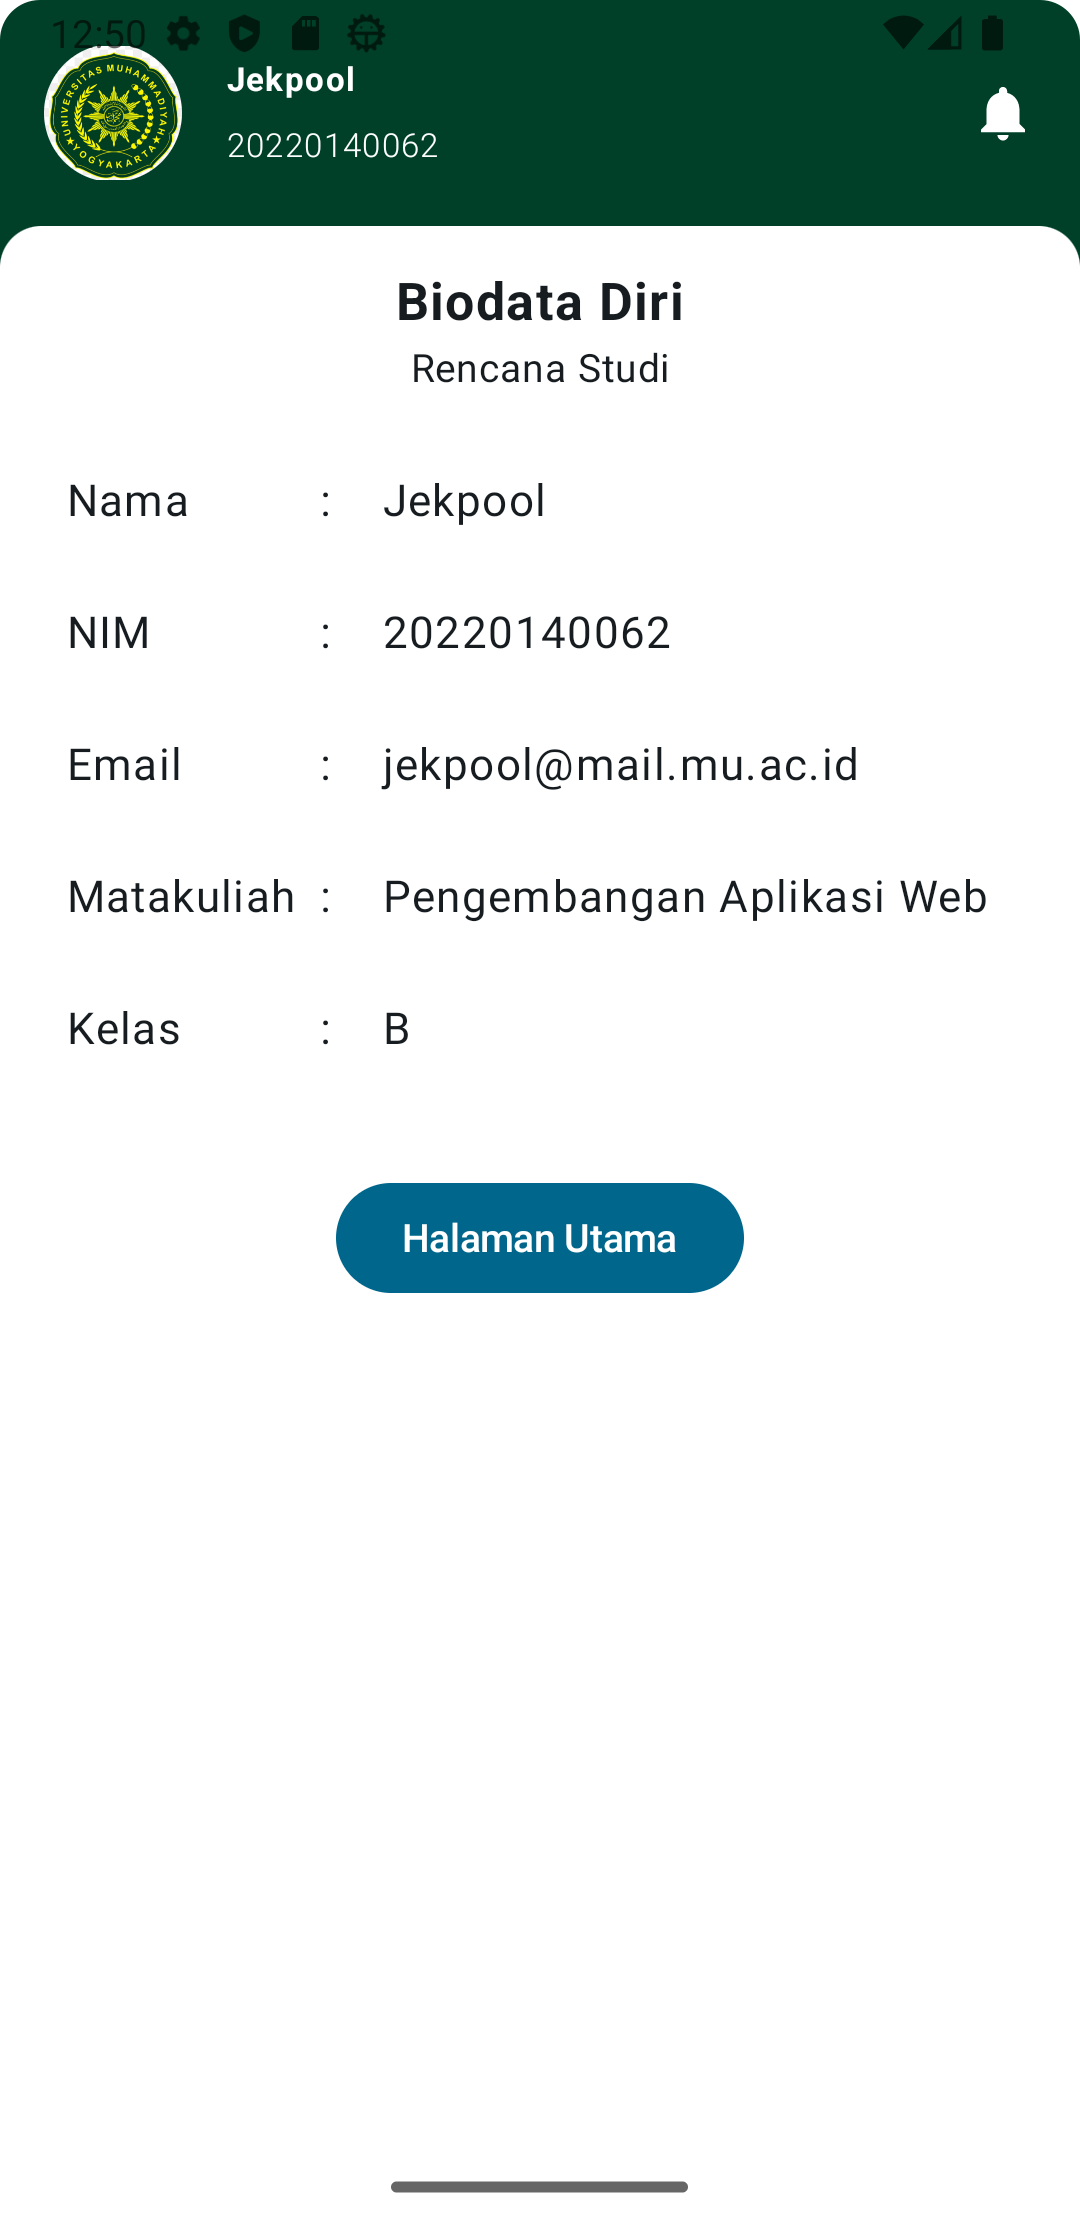 12:50
UNIVERSITAS MUHAMMADIYAH
YOGYAKARTA
Jekpool
20220140062
Biodata Diri
Rencana Studi
Nama : Jekpool
NIM : 20220140062
Email : jekpool@mail.mu.ac.id
Matakuliah : Pengembangan Aplikasi Web
Kelas : B
Halaman Utama